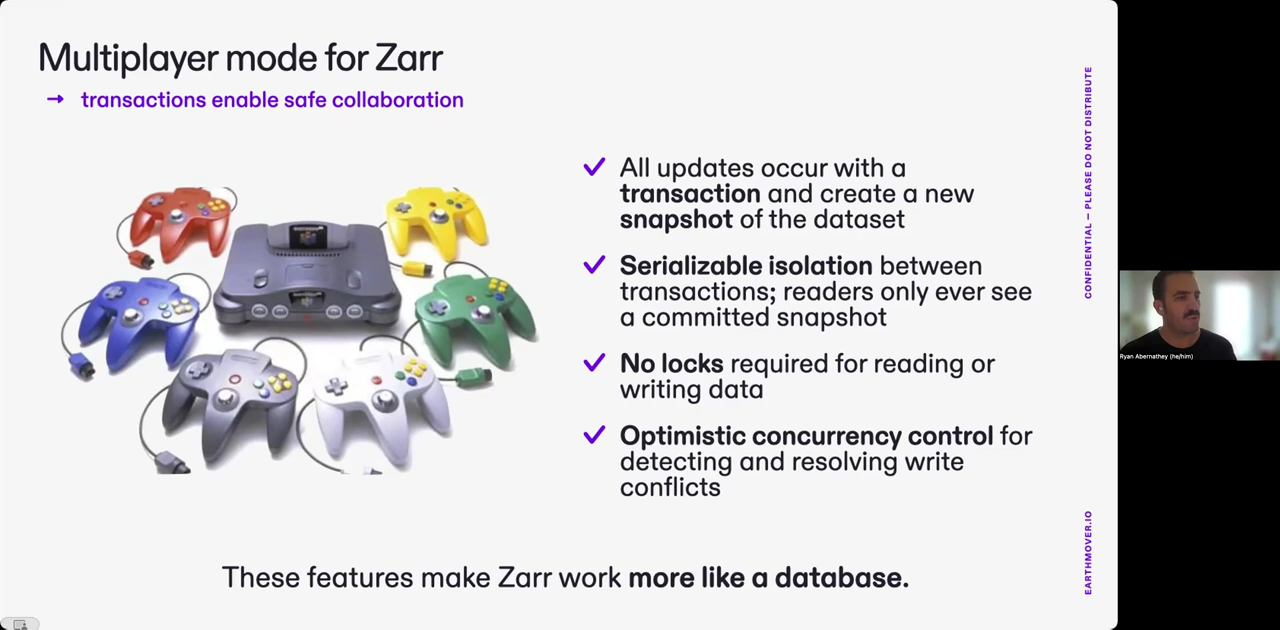 Multiplayer mode for Zarr
→ transactions enable safe collaboration
All updates occur with a
transaction and create a new
snapshot of the dataset
Serializable isolation between
transactions; readers only ever see
a committed snapshot
No locks required for reading or
writing data
Optimistic concurrency control for
detecting and resolving write
conflicts
These features make Zarr work more like a database.
CONFIDENTIAL — PLEASE DO NOT DISTRIBUTE
EARTHMOVER.IO
Ryan Abernathey (he/him)